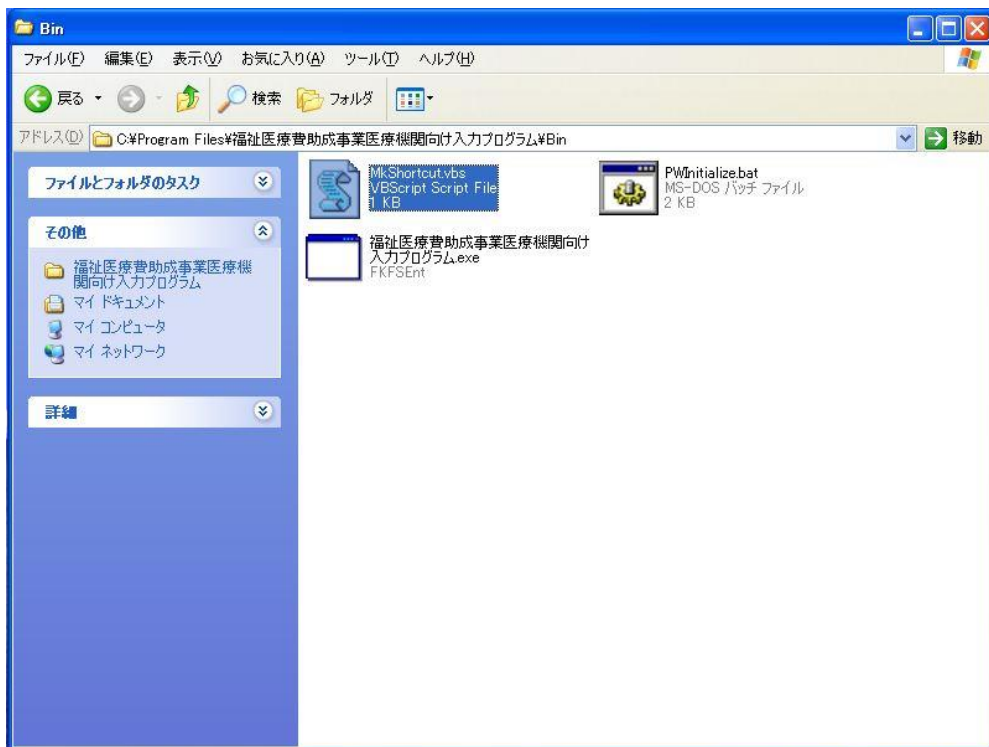 Bin
ファイル(F) 編集(E) 表示(V) お気に入り(A) ツール(T) ヘルプ(H)
戻る 検索 フォルダ
アドレス(D) C:¥Program Files¥福祉医療費助成事業医療機関向け入力プログラム¥Bin 移動
ファイルとフォルダのタスク
その他
福祉医療費助成事業医療機
関向け入力プログラム
マイ ドキュメント
マイ コンピュータ
マイ ネットワーク
詳細
MkShortcut.vbs
VBScript Script File
1 KB
PWInitialize.bat
MS-DOS バッチ ファイル
2 KB
福祉医療費助成事業医療機関向け
入力プログラム.exe
FKFSEnt